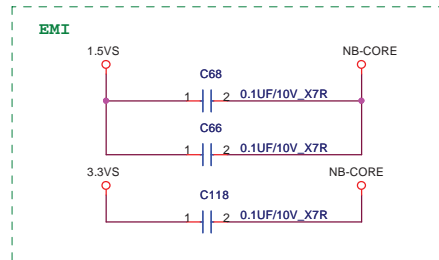 EMI
1.5VS NB-CORE
C68
1 2 0.1UF/10V_X7R
C66
1 2 0.1UF/10V_X7R
3.3VS NB-CORE
C118
1 2 0.1UF/10V_X7R